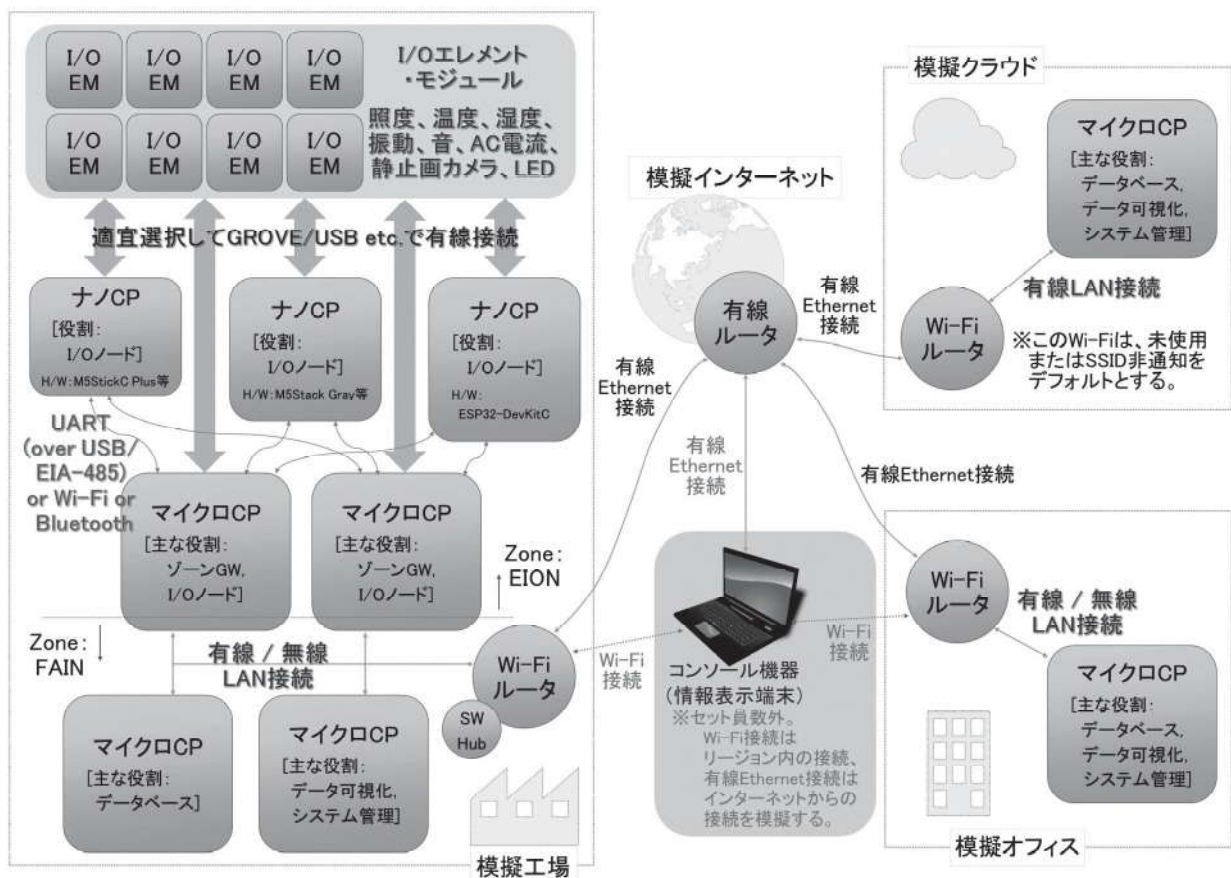 I/O
EM
I/O
EM
I/O
EM
I/O
EM
I/O
EM
I/O
EM
I/O
EM
I/O
EM
I/Oエレメント
・モジュール
照度、温度、湿度、
振動、音、AC電流、
静止画カメラ、LED
適宜選択してGROVE/USB etc.で有線接続
ナノCP
[役割：
I/Oノード]
H/W：M5StickC Plus等
ナノCP
[役割：
I/Oノード]
H/W：M5Stack Gray等
ナノCP
[役割：
I/Oノード]
H/W：
ESP32-DevKitC
UART
(over USB/
EIA-485)
or Wi-Fi or
Bluetooth
マイクロCP
[主な役割：
ゾーンGW,
I/Oノード]
マイクロCP
[主な役割：
ゾーンGW,
I/Oノード]
Zone：
EION
Zone：
FAIN
有線 / 無線
LAN接続
Wi-Fi
ルータ
SW
Hub
マイクロCP
[主な役割：
データベース]
マイクロCP
[主な役割：
データ可視化,
システム管理]
模擬工場
模擬インターネット
有線
ルータ
有線
Ethernet
接続
有線
Ethernet
接続
有線
Ethernet
接続
有線Ethernet接続
Wi-Fi
接続
Wi-Fi
接続
コンソール機器
(情報表示端末)
※セット員数外。
Wi-Fi接続は
リージョン内の接続、
有線Ethernet接続は
インターネットからの
接続を模擬する。
模擬クラウド
マイクロCP
[主な役割：
データベース,
データ可視化,
システム管理]
有線LAN接続
Wi-Fi
ルータ
※このWi-Fiは、未使用
またはSSID非通知を
デフォルトとする。
Wi-Fi
ルータ
有線 / 無線
LAN接続
マイクロCP
[主な役割：
データベース,
データ可視化,
システム管理]
模擬オフィス